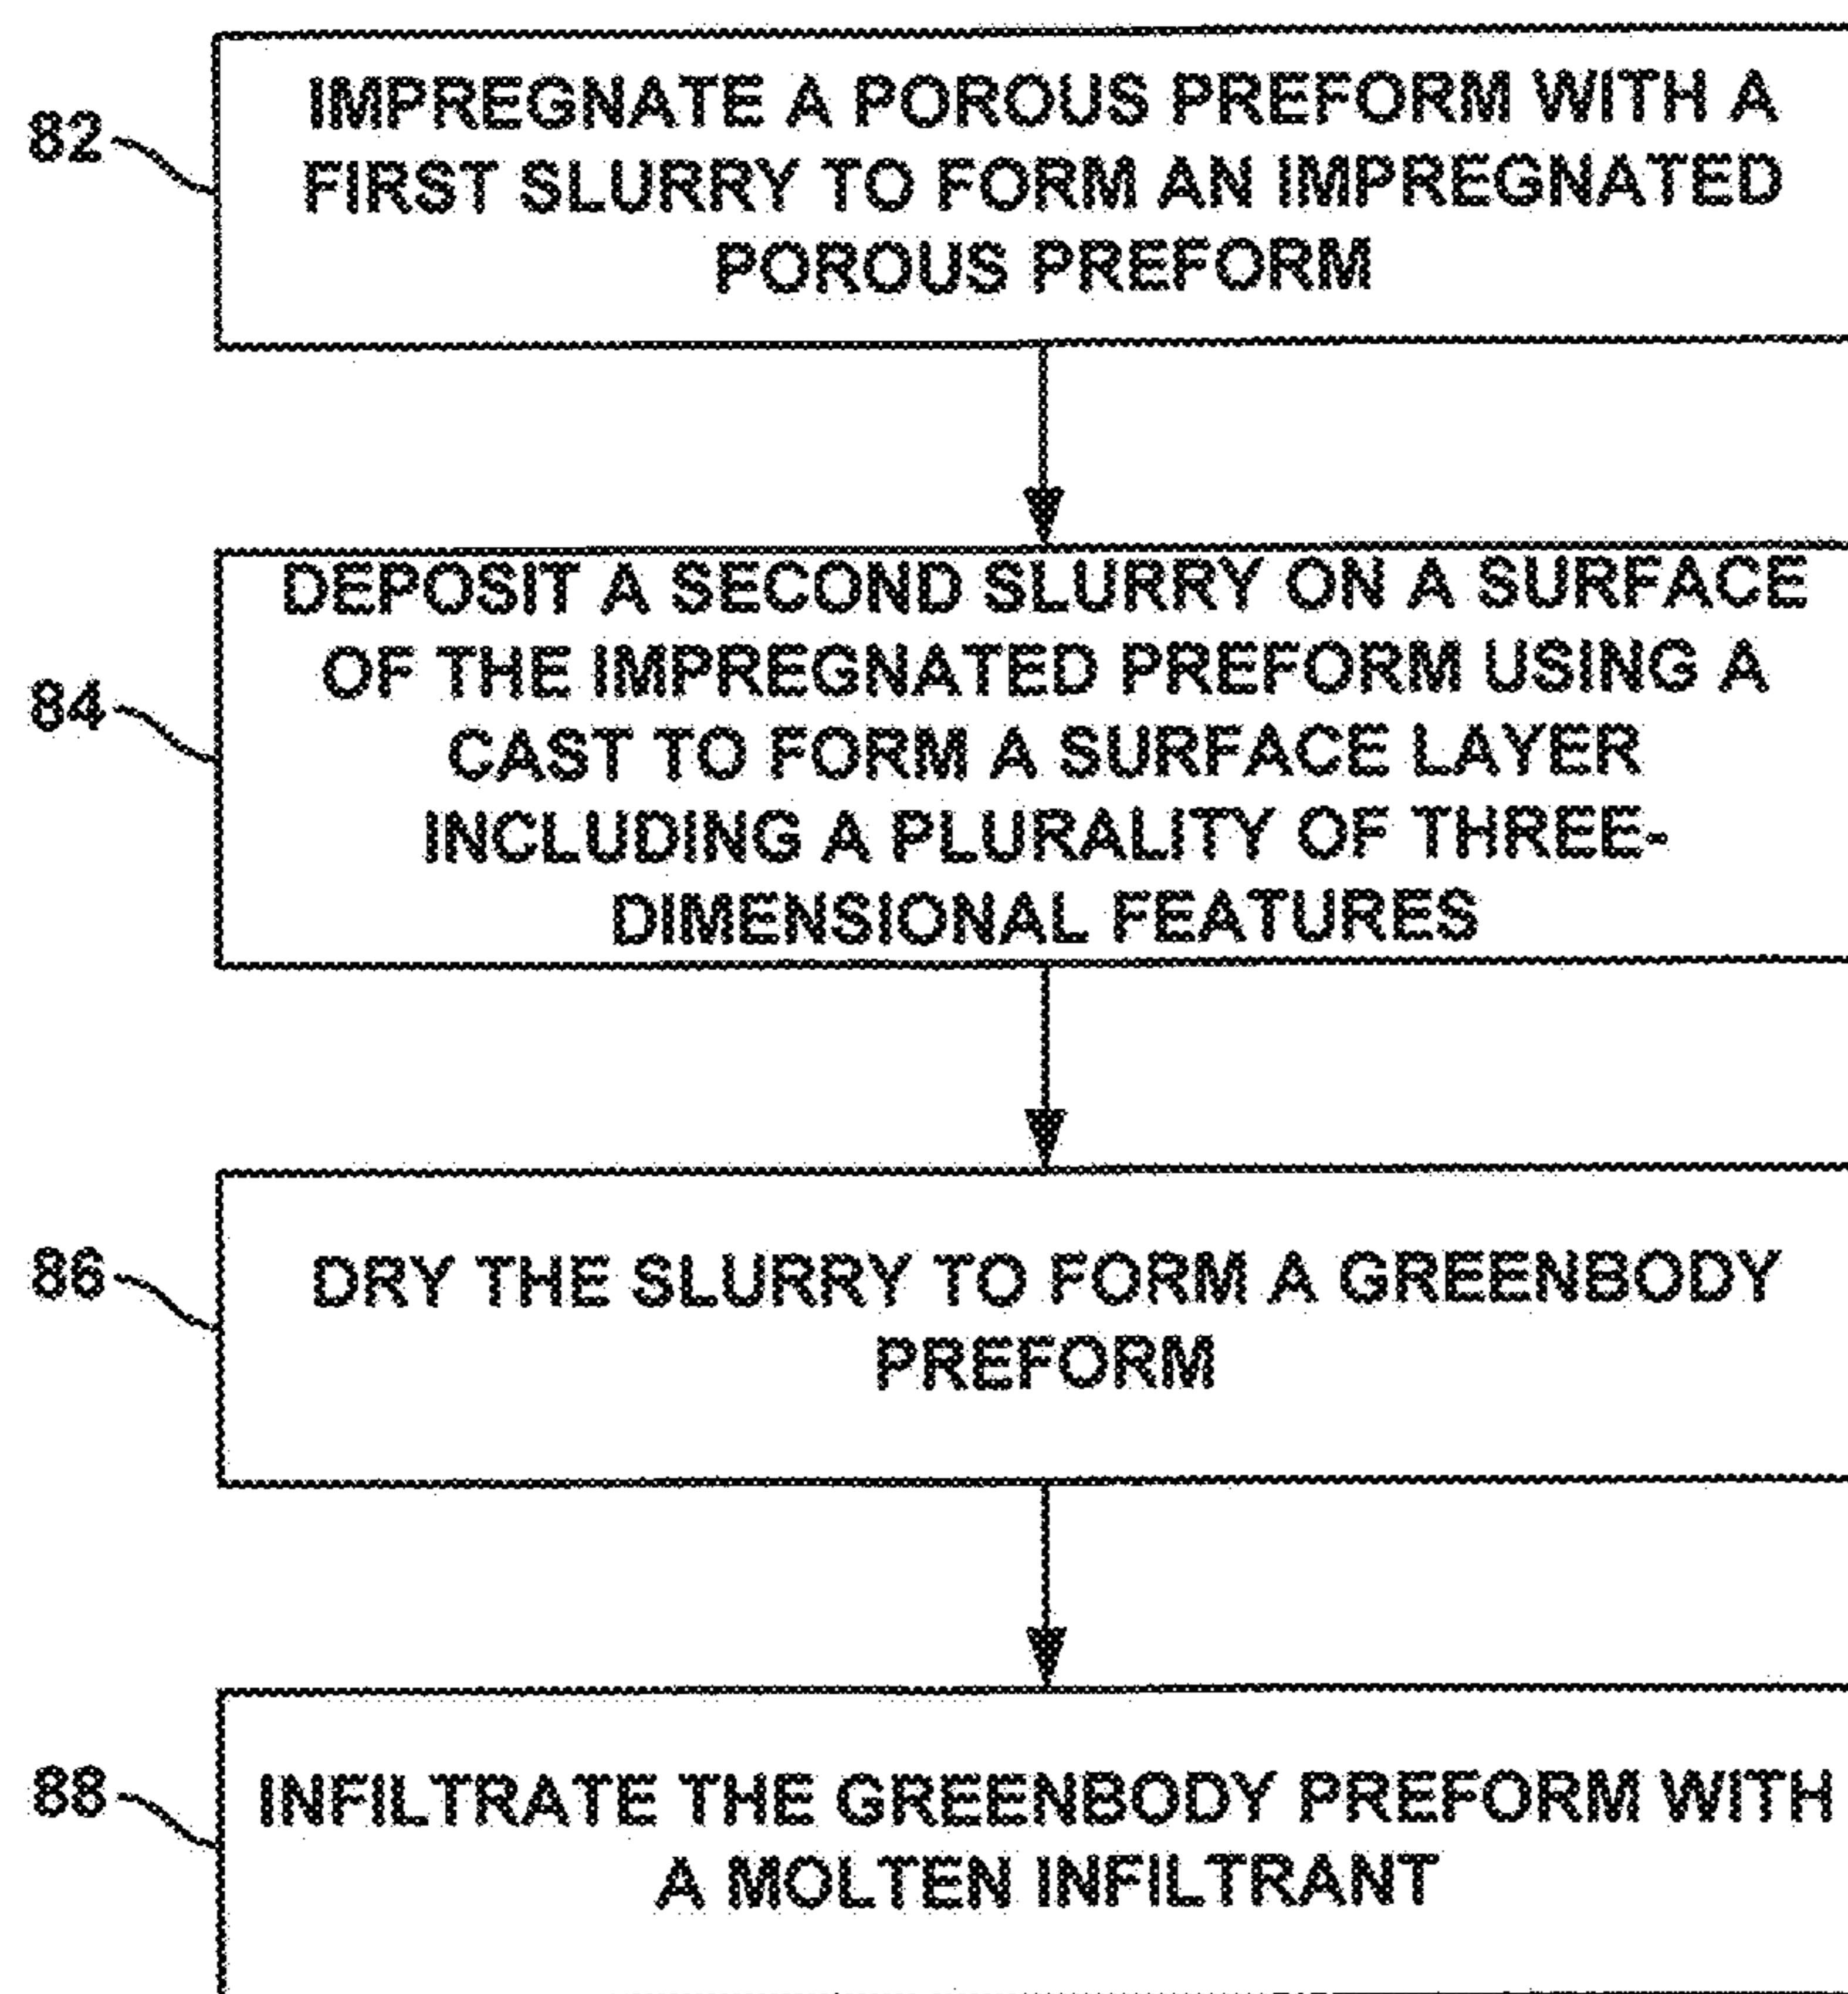 82
IMPREGNATE A POROUS PREFORM WITH A
FIRST SLURRY TO FORM AN IMPREGNATED
POROUS PREFORM
84
DEPOSIT A SECOND SLURRY ON A SURFACE
OF THE IMPREGNATED PREFORM USING A
CAST TO FORM A SURFACE LAYER
INCLUDING A PLURALITY OF THREE-
DIMENSIONAL FEATURES
86
DRY THE SLURRY TO FORM A GREENBODY
PREFORM
88
INFILTRATE THE GREENBODY PREFORM WITH
A MOLTEN INFILTRANT